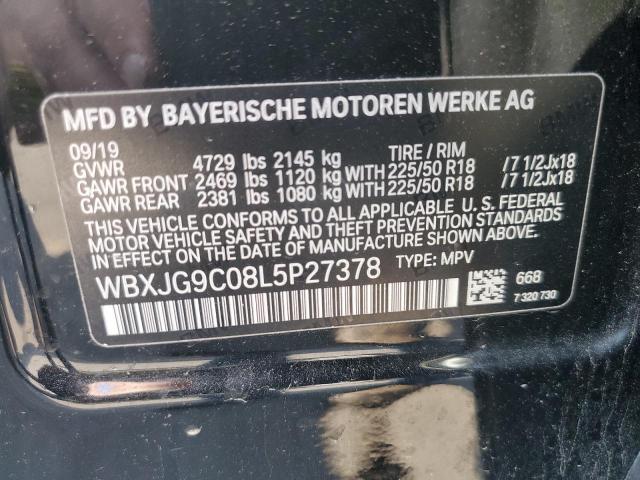 MFD BY BAYERISCHE MOTOREN WERKE AG
09/19 TIRE / RIM
GVWR 4729 lbs 2145 kg
GAWR FRONT 2469 lbs 1120 kg WITH 225/50 R18 /7 1/2Jx18
GAWR REAR 2381 lbs 1080 kg WITH 225/50 R18 /7 1/2Jx18
THIS VEHICLE CONFORMS TO ALL APPLICABLE U. S. FEDERAL
MOTOR VEHICLE SAFETY, BUMPER, AND THEFT PREVENTION STANDARDS
IN EFFECT ON THE DATE OF MANUFACTURE SHOWN ABOVE.
WBXJG9C08L5P27378 TYPE: MPV
668
7 320 730